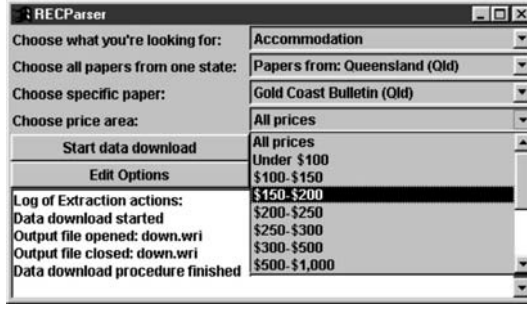 RECParser
Choose what you're looking for: Accommodation
Choose all papers from one state: Papers from: Queensland (Qld)
Choose specific paper: Gold Coast Bulletin (Qld)
Choose price area: All prices
Start data download
Edit Options
Log of Extraction actions:
Data download started
Output file opened: down.wri
Output file closed: down.wri
Data download procedure finished
All prices
Under $100
$100-$150
$150-$200
$200-$250
$250-$300
$300-$500
$500-$1,000